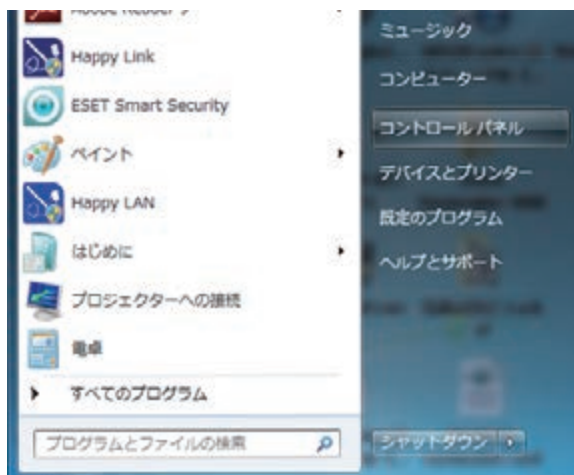 Adobe Reader 9
Happy Link
ESET Smart Security
ペイント
Happy LAN
はじめに
プロジェクターへの接続
電卓
すべてのプログラム
プログラムとファイルの検索
ミュージック
コンピューター
コントロール パネル
デバイスとプリンター
既定のプログラム
ヘルプとサポート
シャットダウン